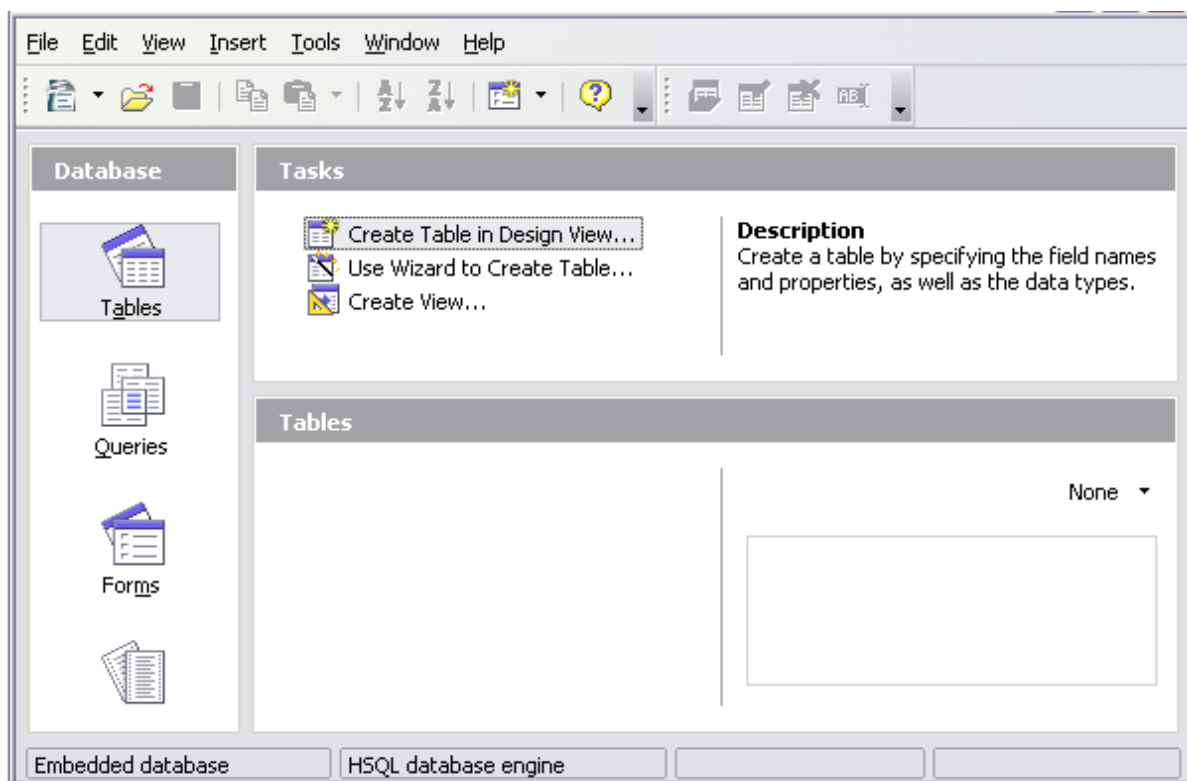 File Edit View Insert Tools Window Help
Database
Tables
Queries
Forms
Tasks
Create Table in Design View...
Use Wizard to Create Table...
Create View...
Description
Create a table by specifying the field names
and properties, as well as the data types.
Tables
None
Embedded database HSQL database engine